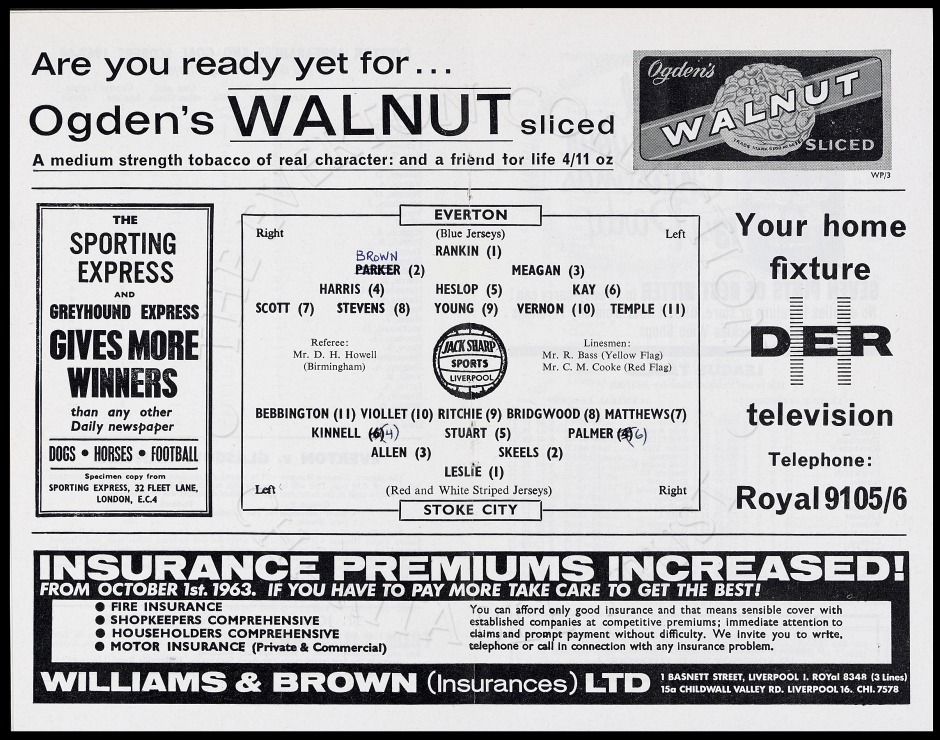 Are you ready yet for...
Ogden's WALNUT sliced
A medium strength tobacco of real character: and a friend for life 4/11 oz
Ogden's
WALNUT
SLICED
WP/3
THE
SPORTING
EXPRESS
AND
GREYHOUND EXPRESS
GIVES MORE
WINNERS
than any other
Daily newspaper
DOGS • HORSES • FOOTBALL
Specimen copy from
SPORTING EXPRESS, 32 FLEET LANE,
LONDON, E.C.4
EVERTON
Right (Blue Jerseys) Left
RANKIN (1)
BROWN
PARKER (2) MEAGAN (3)
HARRIS (4) HESLOP (5) KAY (6)
SCOTT (7) STEVENS (8) YOUNG (9) VERNON (10) TEMPLE (11)
Referee:
Mr. D. H. Howell
(Birmingham)
JACK SHARP
SPORTS
LIVERPOOL
Linesmen:
Mr. R. Bass (Yellow Flag)
Mr. C. M. Cooke (Red Flag)
BEBBINGTON (11) VIOLLET (10) RITCHIE (9) BRIDGWOOD (8) MATTHEWS (7)
KINNELL (4) STUART (5) PALMER (6)
ALLEN (3) SKEELS (2)
LESLIE (1)
Left (Red and White Striped Jerseys) Right
STOKE CITY
Your home
fixture
DER
television
Telephone:
Royal 9105/6
INSURANCE PREMIUMS INCREASED!
FROM OCTOBER 1st. 1963. IF YOU HAVE TO PAY MORE TAKE CARE TO GET THE BEST!
• FIRE INSURANCE
• SHOPKEEPERS COMPREHENSIVE
• HOUSEHOLDERS COMPREHENSIVE
• MOTOR INSURANCE (Private & Commercial)
You can afford only good insurance and that means sensible cover with
established companies at competitive premiums; immediate attention to
claims and prompt payment without difficulty. We invite you to write,
telephone or call in connection with any insurance problem.
WILLIAMS & BROWN (Insurances) LTD
1 BASNETT STREET, LIVERPOOL 1. ROYal 8348 (3 Lines)
15a CHILDWALL VALLEY RD. LIVERPOOL 16. CHI. 7578